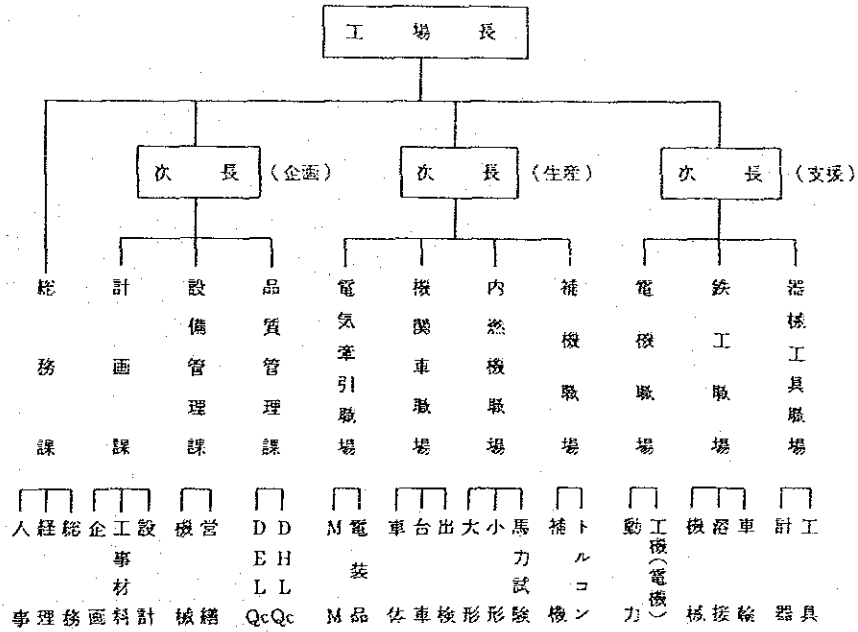 工場長
次長(企画)
次長(生産)
次長(支援)
総務課
計画課
設備管理課
品質管理課
電気牽引職場
機関車職場
内燃機職場
補機職場
電機職場
鉄工職場
器械工具職場
人事
経理
総務
企画
工事材料
設計
機械
営繕
DELQc
DHLQc
MM
電装品
車体
台車
出検
大形
小形
馬力試験
補機
トルコン
動力
工機(電機)
機械
溶接
車輪
計器
工具